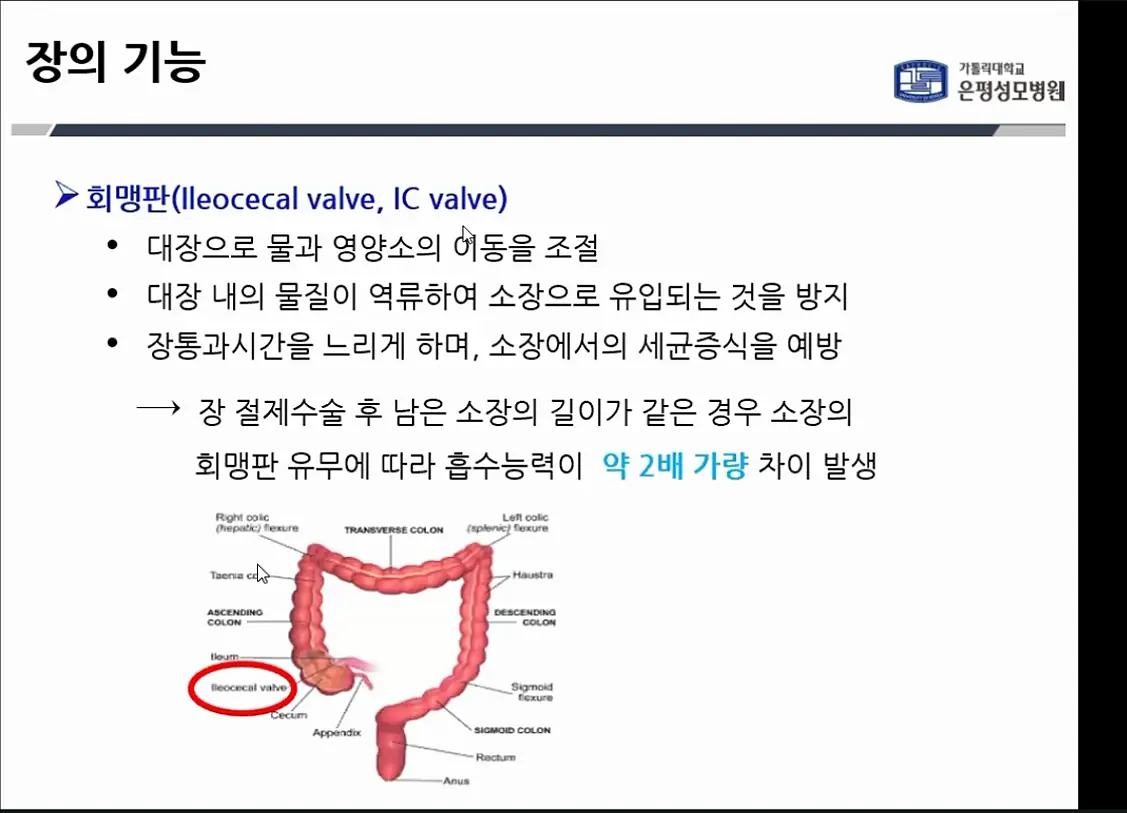 장의 기능
가톨릭대학교
은평성모병원
회맹판(Ileocecal valve, IC valve)
대장으로 물과 영양소의 이동을 조절
대장 내의 물질이 역류하여 소장으로 유입되는 것을 방지
장통과시간을 느리게 하며, 소장에서의 세균증식을 예방
→ 장 절제수술 후 남은 소장의 길이가 같은 경우 소장의
회맹판 유무에 따라 흡수능력이 약 2배 가량 차이 발생
Right colic
(hepatic) flexure
TRANSVERSE COLON
Left colic
(splenic) flexure
Taenia
Haustra
ASCENDING
COLON
DESCENDING
COLON
Ileum
Ileocecal valve
Cecum
Appendix
Sigmoid
flexure
SIGMOID COLON
Rectum
Anus